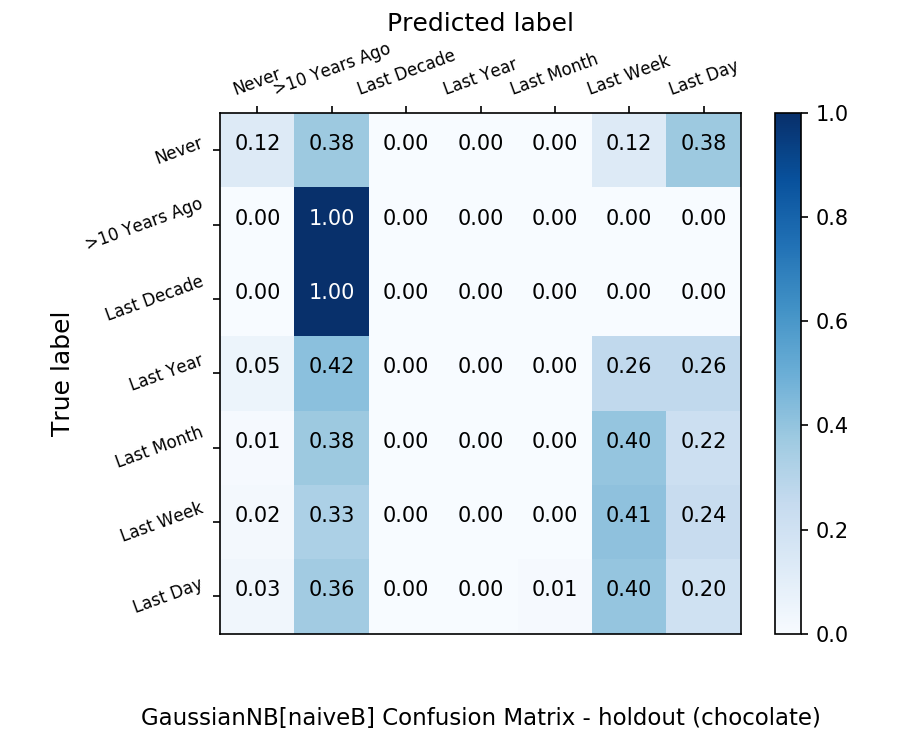 Predicted label
Never >10 Years Ago Last Decade Last Year Last Month Last Week Last Day
1.0
Never 0.12 0.38 0.00 0.00 0.00 0.12 0.38
>10 Years Ago 0.00 1.00 0.00 0.00 0.00 0.00 0.00
0.8
Last Decade 0.00 1.00 0.00 0.00 0.00 0.00 0.00
0.6
True label
Last Year 0.05 0.42 0.00 0.00 0.00 0.26 0.26
0.4
Last Month 0.01 0.38 0.00 0.00 0.00 0.40 0.22
Last Week 0.02 0.33 0.00 0.00 0.00 0.41 0.24
0.2
Last Day 0.03 0.36 0.00 0.00 0.01 0.40 0.20
0.0
GaussianNB[naiveB] Confusion Matrix - holdout (chocolate)